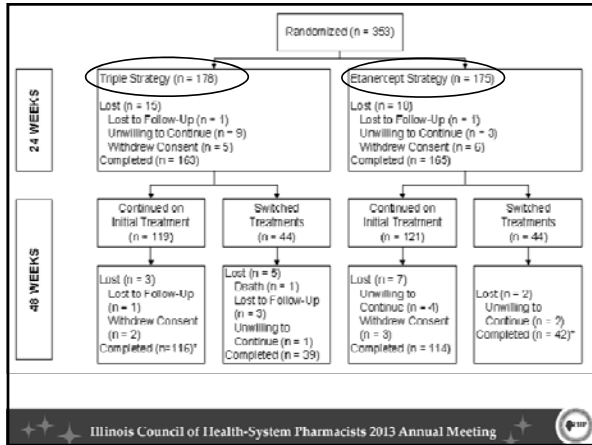 Randomized (n = 353)
24 WEEKS
Triple Strategy (n = 178)
Lost (n = 15)
Lost to Follow-Up (n = 1)
Unwilling to Continue (n = 9)
Withdrew Consent (n = 5)
Completed (n = 163)
Etanercept Strategy (n = 175)
Lost (n = 10)
Lost to Follow-Up (n = 1)
Unwilling to Continue (n = 3)
Withdrew Consent (n = 6)
Completed (n = 165)
48 WEEKS
Continued on
Initial Treatment
(n = 119)
Switched
Treatments
(n = 44)
Continued on
Initial Treatment
(n = 121)
Switched
Treatments
(n = 44)
Lost (n = 3)
Lost to Follow-Up
(n = 1)
Withdrew Consent
(n = 2)
Completed (n=116)*
Lost (n = 5)
Death (n = 1)
Lost to Follow-Up
(n = 3)
Unwilling to
Continue (n = 1)
Completed (n = 39)
Lost (n = 7)
Unwilling to
Continue (n = 4)
Withdrew Consent
(n = 3)
Completed (n = 114)
Lost (n = 2)
Unwilling to
Continue (n = 2)
Completed (n = 42)*
Illinois Council of Health-System Pharmacists 2013 Annual Meeting